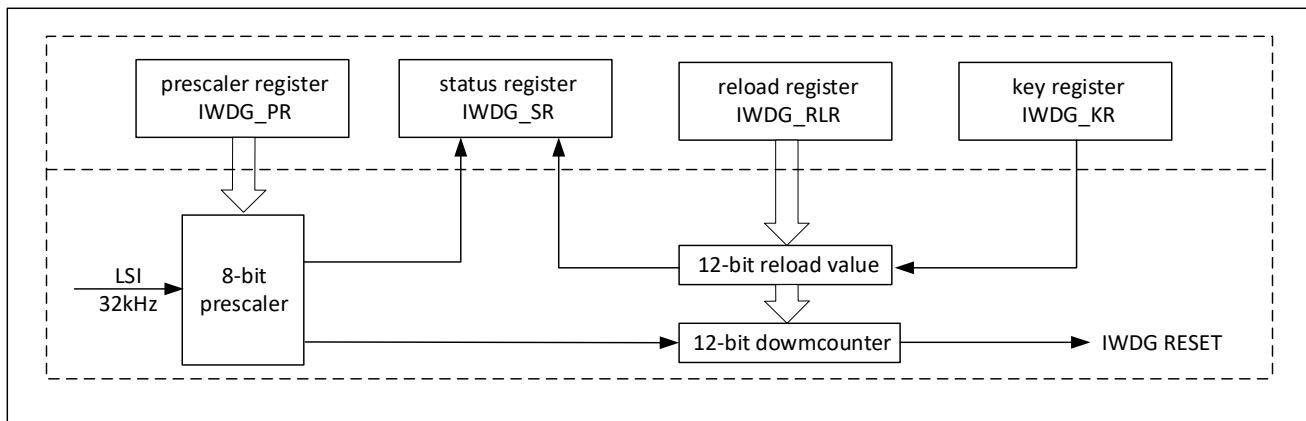 prescaler register
IWDG_PR
status register
IWDG_SR
reload register
IWDG_RLR
key register
IWDG_KR
LSI
32kHz
8-bit
prescaler
12-bit reload value
12-bit dowmcounter
IWDG RESET